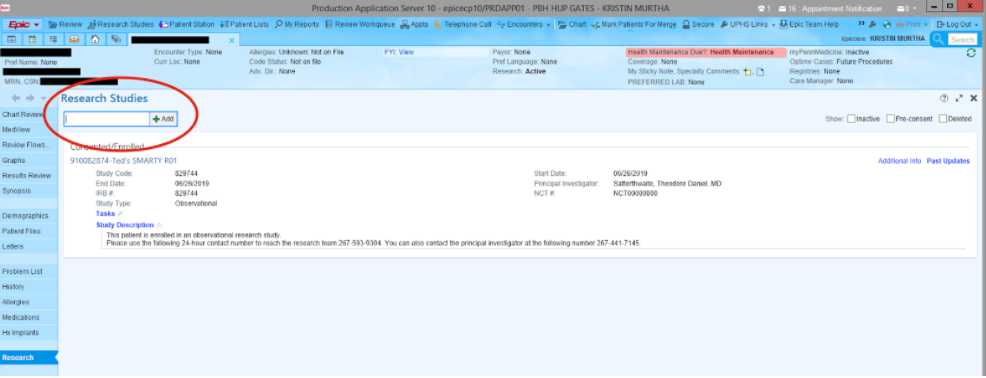 Production Application Server 10 - epicecp10/PRDAPP01 - PBH HUP GATES - KRISTIN MURTHA
1 16 : Appointment Notification 0
Epic Review Research Studies Patient Station Patient Lists My Reports Review Workqueue Appts Telephone Call Encounters Chart Mark Patients For Merge Secure UPHS Links Epic Team Help Print Log Out
KRISTIN MURTHA Search
Encounter Type: None Allergies: Unknown: Not on File FYI: View Payor: None Health Maintenance Due?: Health Maintenance myPennMedicine: Inactive
Pref Name: None Curr Loc: None Code Status: Not on file Pref Language: None Coverage: None Optime Cases: Future Procedures
Adv. Dir.: None Research: Active My Sticky Note, Specialty Comments: Registries: None
MRN, CSN: PREFERRED LAB: None Care Manager: None
Research Studies
Add Show: Inactive Pre-consent Deleted
Chart Review
MedView
Review Flows...
Graphs
Results Review
Synopsis
Demographics
Patient Files
Letters
Problem List
History
Allergies
Medications
Hx Implants
Research
Consented/Enrolled
910082874-Ted's SMARTY R01 Additional Info Past Updates
Study Code: 829744 Start Date: 06/26/2019
End Date: 06/26/2019 Principal Investigator: Satterthwaite, Theodore Daniel, MD
IRB #: 829744 NCT #: NCT00000000
Study Type: Observational
Tasks
Study Description
This patient is enrolled in an observational research study.
Please use the following 24-hour contact number to reach the research team 267-593-9304. You can also contact the principal investigator at the following number 267-441-7145.